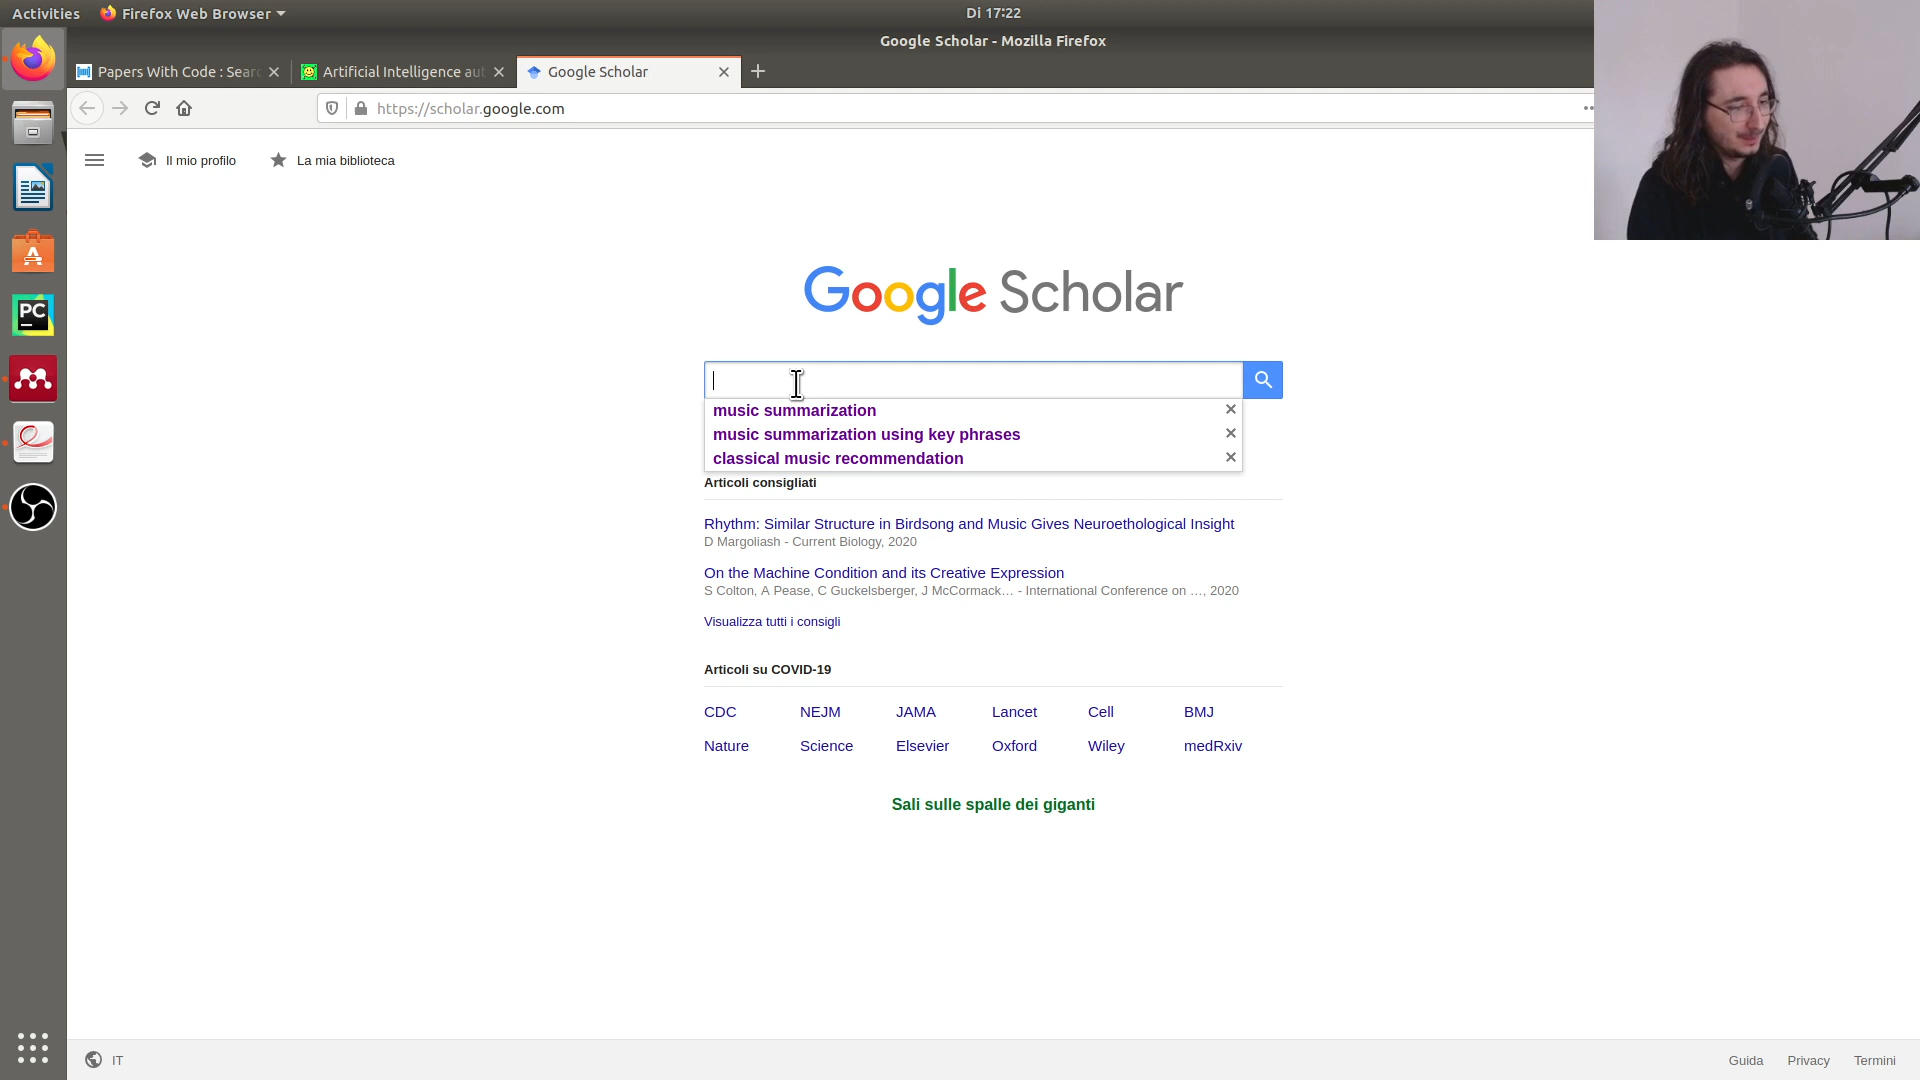 Activities
Firefox Web Browser
Di 17:22
Google Scholar - Mozilla Firefox
Papers With Code : Searc
Artificial Intelligence aut
Google Scholar
https://scholar.google.com
Il mio profilo
La mia biblioteca
Google Scholar
music summarization
music summarization using key phrases
classical music recommendation
Articoli consigliati
Rhythm: Similar Structure in Birdsong and Music Gives Neuroethological Insight
D Margoliash - Current Biology, 2020
On the Machine Condition and its Creative Expression
S Colton, A Pease, C Guckelsberger, J McCormack… - International Conference on …, 2020
Visualizza tutti i consigli
Articoli su COVID-19
CDC NEJM JAMA Lancet Cell BMJ
Nature Science Elsevier Oxford Wiley medRxiv
Sali sulle spalle dei giganti
PC
IT
Guida Privacy Termini